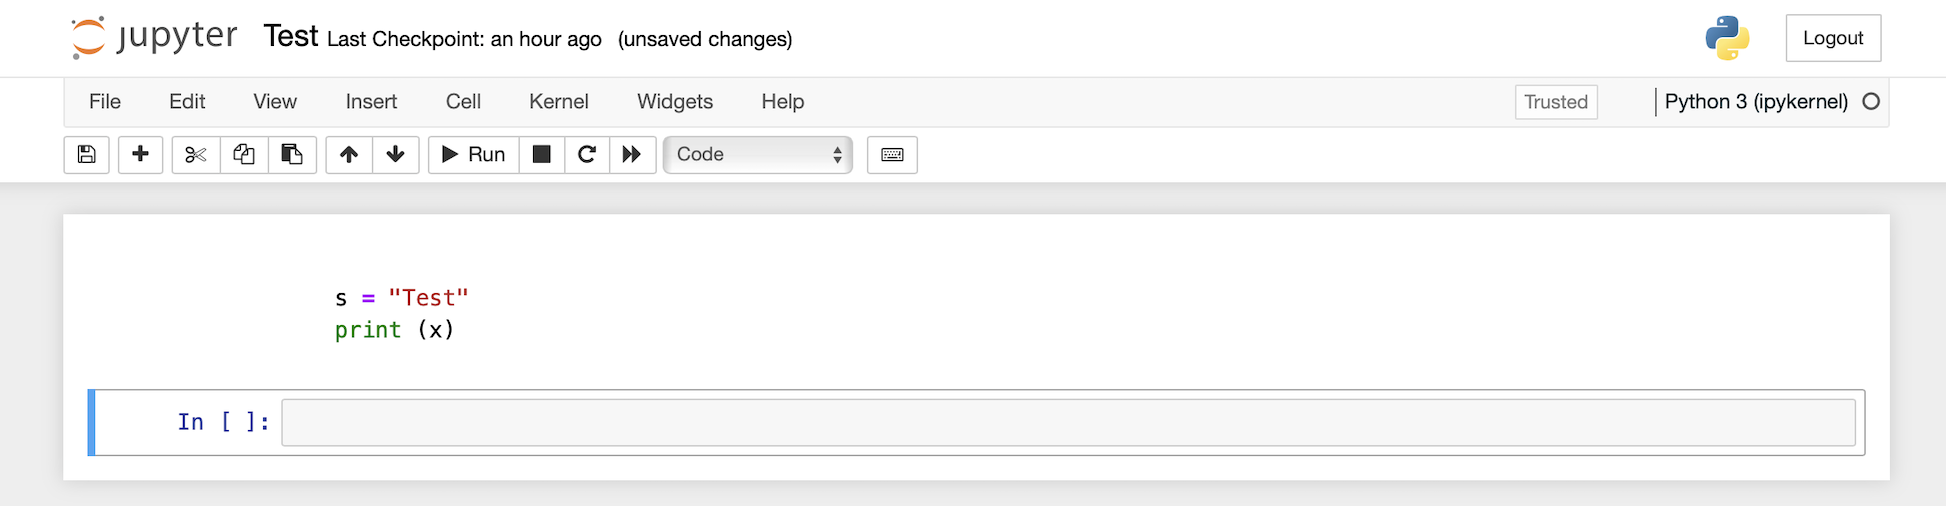 jupyter Test Last Checkpoint: an hour ago (unsaved changes) Logout
File Edit View Insert Cell Kernel Widgets Help Trusted Python 3 (ipykernel)
Run Code
s = "Test"
print (x)
In [ ]: